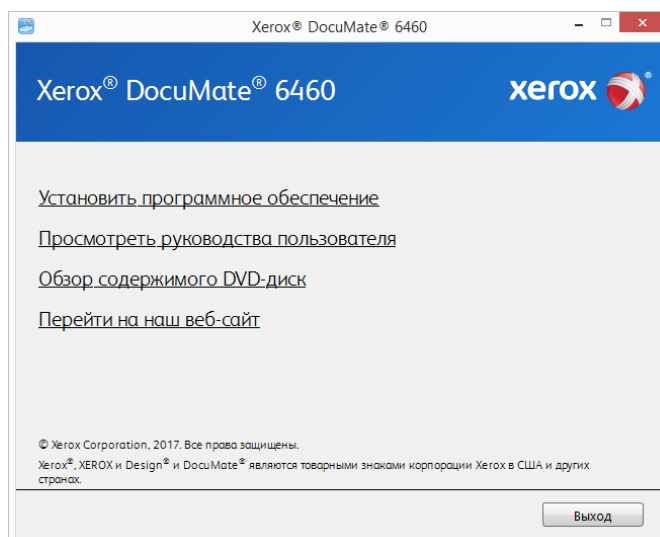 Xerox® DocuMate® 6460
Xerox® DocuMate® 6460
xerox®
Установить программное обеспечение
Просмотреть руководства пользователя
Обзор содержимого DVD-диск
Перейти на наш веб-сайт
© Xerox Corporation, 2017. Все права защищены.
Xerox®, XEROX и Design® и DocuMate® являются товарными знаками корпорации Xerox в США и других
странах.
Выход